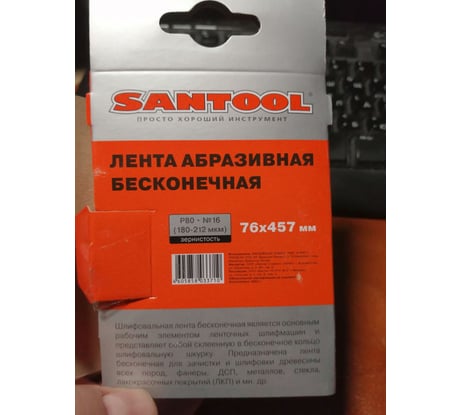 SANTOOL
ПРОСТО ХОРОШИЙ ИНСТРУМЕНТ
ЛЕНТА АБРАЗИВНАЯ
БЕСКОНЕЧНАЯ
P80 - №16
(180-212 мкм)
зернистость
76x457 мм
Шлифовальная лента бесконечная является основным
рабочим элементом ленточных шлифмашин и
представляет собой склеенную в бесконечное кольцо
шлифовальную шкурку. Предназначена лента
бесконечная для зачистки и шлифовки древесины
всех пород, фанеры, ДСП, металлов, стекла,
лакокрасочных покрытий (ЛКП) и мн. др.